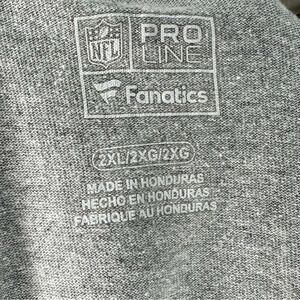 NFL
PRO
LINE
Fanatics
2XL/2XG/2XG
MADE IN HONDURAS
HECHO EN HONDURAS
FABRIQUÉ AU HONDURAS